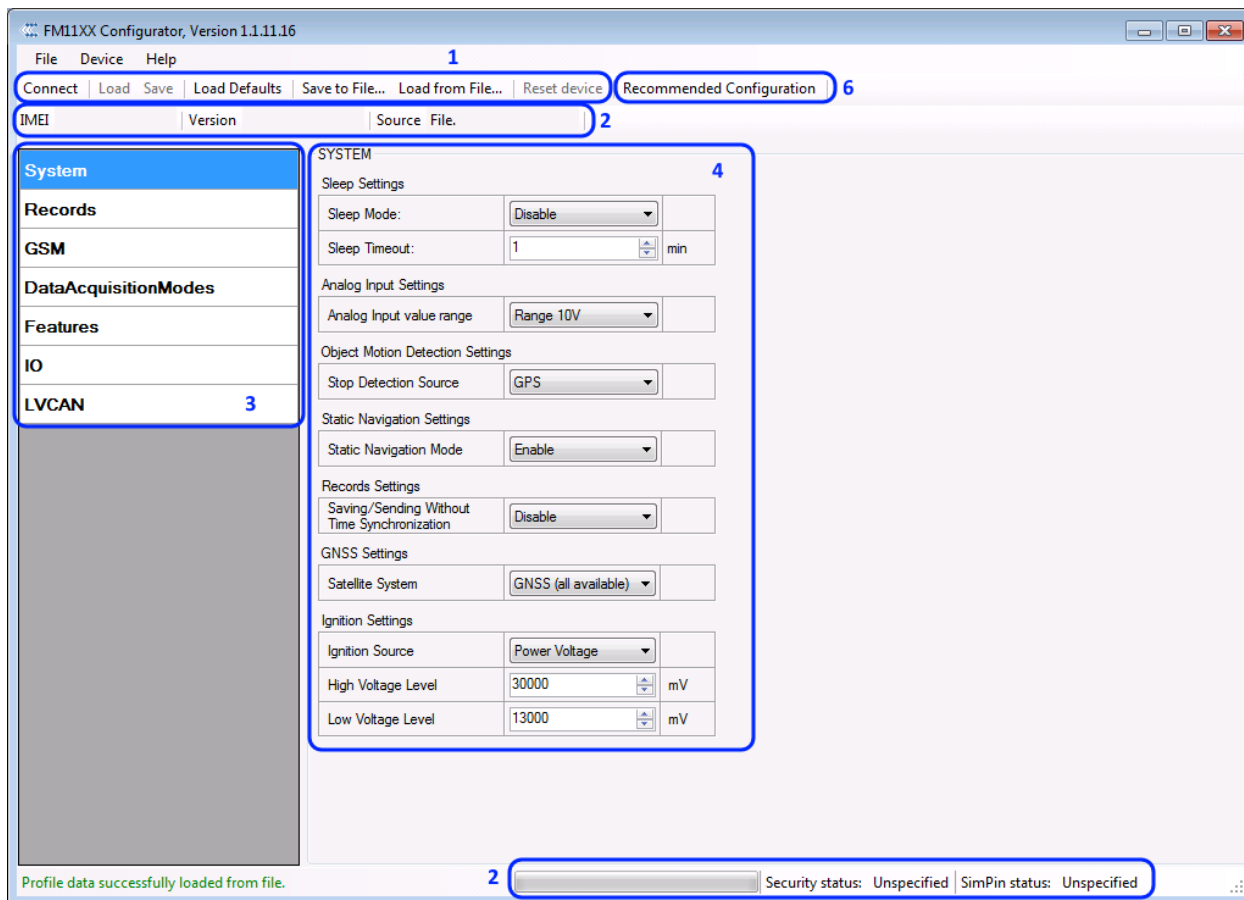 FM11XX Configurator, Version 1.1.11.16
File Device Help
1
Connect Load Save Load Defaults Save to File... Load from File... Reset device Recommended Configuration 6
IMEI Version Source File. 2
System
Records
GSM
DataAcquisitionModes
Features
IO
LVCAN 3
SYSTEM 4
Sleep Settings
Sleep Mode: Disable
Sleep Timeout: 1 min
Analog Input Settings
Analog Input value range Range 10V
Object Motion Detection Settings
Stop Detection Source GPS
Static Navigation Settings
Static Navigation Mode Enable
Records Settings
Saving/Sending Without
Time Synchronization Disable
GNSS Settings
Satellite System GNSS (all available)
Ignition Settings
Ignition Source Power Voltage
High Voltage Level 30000 mV
Low Voltage Level 13000 mV
Profile data successfully loaded from file. 2 Security status: Unspecified SimPin status: Unspecified